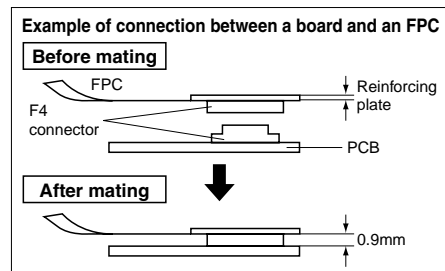 Example of connection between a board and an FPC
Before mating
FPC
Reinforcing
plate
F4
connector
PCB
After mating
0.9mm